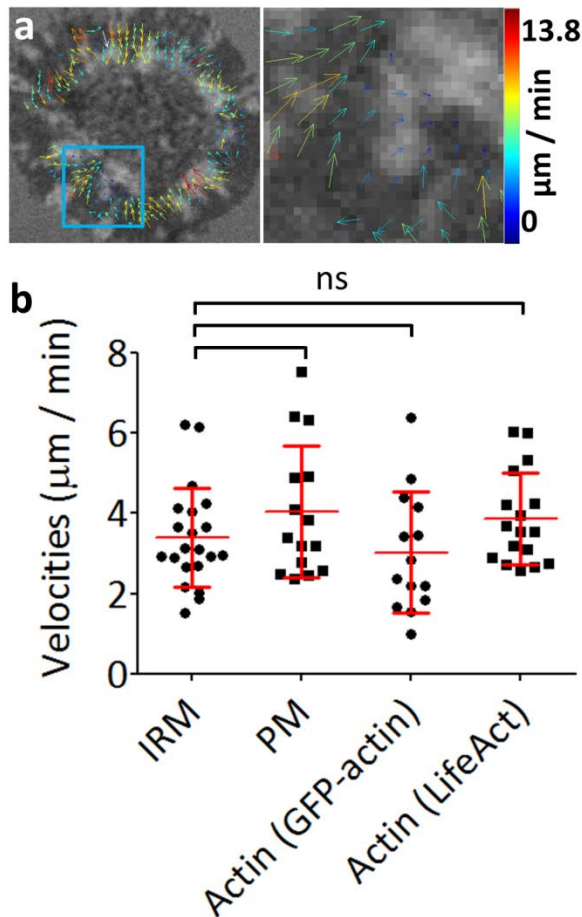 a
13.8
μm / min
0
b
ns
Velocities (μm / min)
8
6
4
2
0
IRM
PM
Actin (GFP-actin)
Actin (LifeAct)